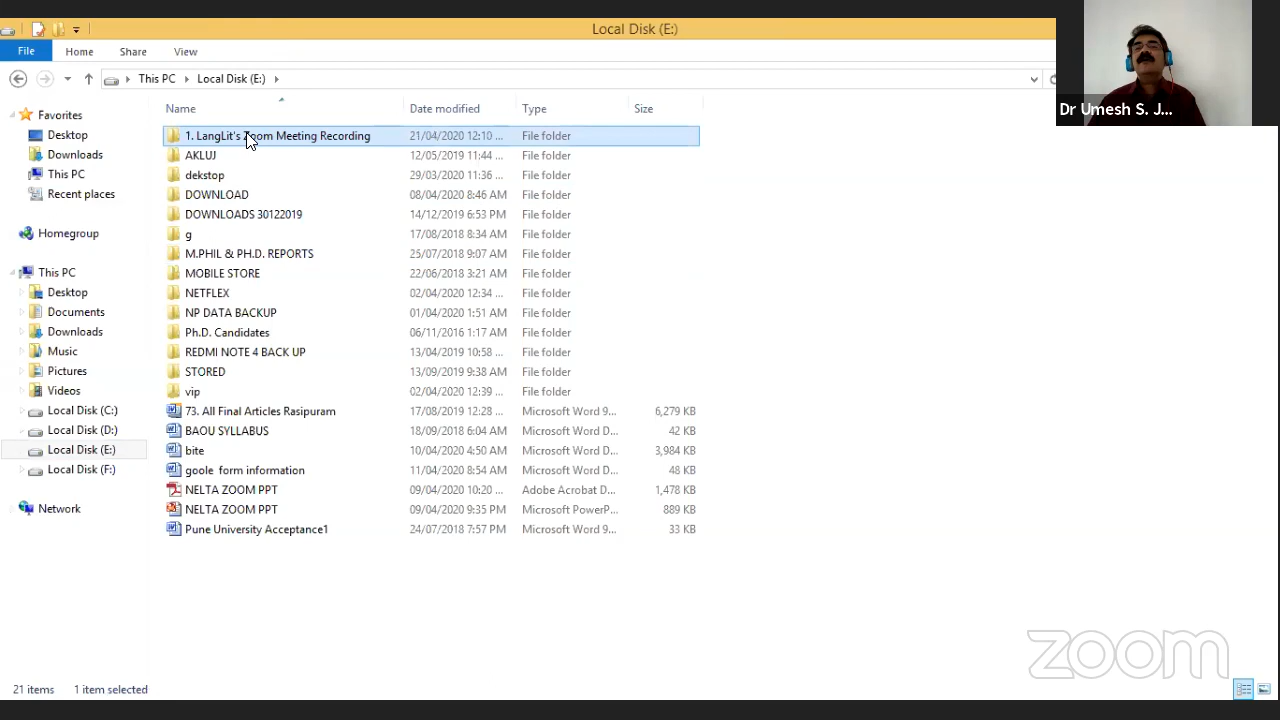 Local Disk (E:)
File Home Share View
This PC Local Disk (E:)
Dr Umesh S. J...
Name Date modified Type Size
Favorites
Desktop
Downloads
This PC
Recent places
Homegroup
This PC
Desktop
Documents
Downloads
Music
Pictures
Videos
Local Disk (C:)
Local Disk (D:)
Local Disk (E:)
Local Disk (F:)
Network
1. LangLit's Zoom Meeting Recording 21/04/2020 12:10 ... File folder
AKLUJ 12/05/2019 11:44 ... File folder
dekstop 29/03/2020 11:36 ... File folder
DOWNLOAD 08/04/2020 8:46 AM File folder
DOWNLOADS 30122019 14/12/2019 6:53 PM File folder
g 17/08/2018 8:34 AM File folder
M.PHIL & PH.D. REPORTS 25/07/2018 9:07 AM File folder
MOBILE STORE 22/06/2018 3:21 AM File folder
NETFLEX 02/04/2020 12:34 ... File folder
NP DATA BACKUP 01/04/2020 1:51 AM File folder
Ph.D. Candidates 06/11/2016 1:17 AM File folder
REDMI NOTE 4 BACK UP 13/04/2019 10:58 ... File folder
STORED 13/09/2019 9:38 AM File folder
vip 02/04/2020 12:39 ... File folder
73. All Final Articles Rasipuram 17/08/2019 12:28 ... Microsoft Word 9... 6,279 KB
BAOU SYLLABUS 18/09/2018 6:04 AM Microsoft Word D... 42 KB
bite 10/04/2020 4:50 AM Microsoft Word D... 3,984 KB
goole form information 11/04/2020 8:54 AM Microsoft Word D... 48 KB
NELTA ZOOM PPT 09/04/2020 10:20 ... Adobe Acrobat D... 1,478 KB
NELTA ZOOM PPT 09/04/2020 9:35 PM Microsoft PowerP... 889 KB
Pune University Acceptance1 24/07/2018 7:57 PM Microsoft Word 9... 33 KB
zoom
21 items 1 item selected